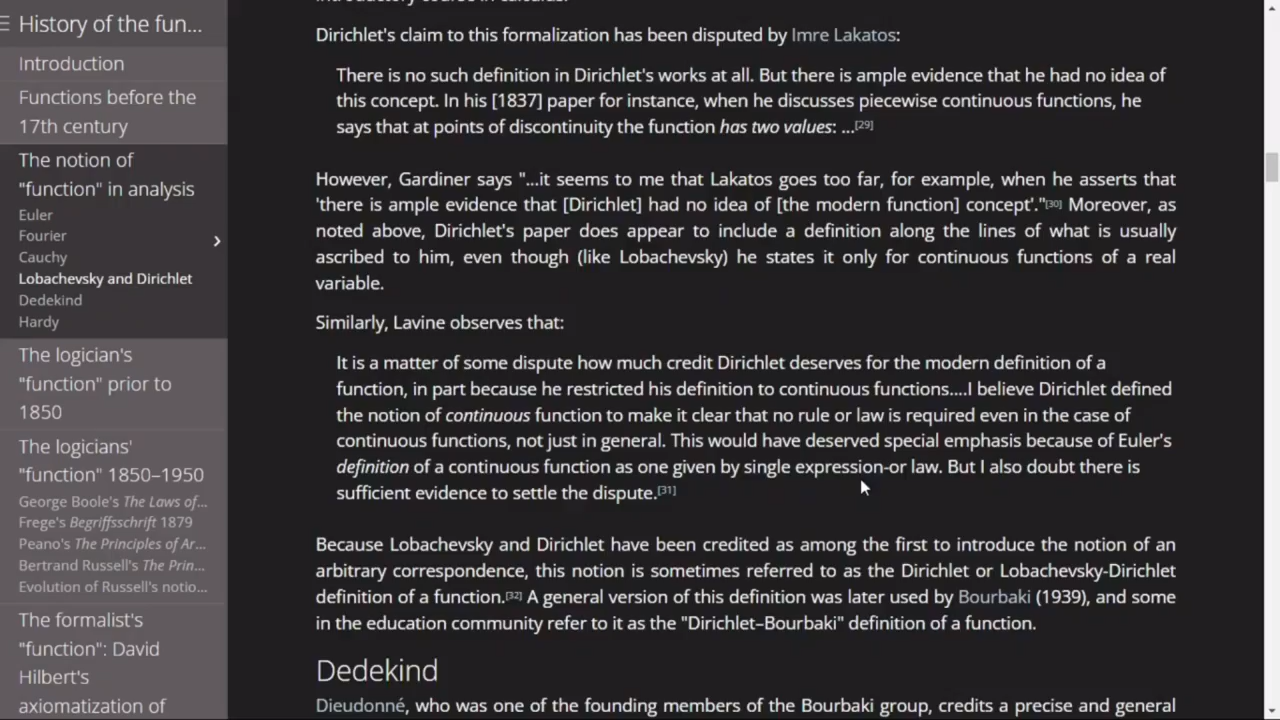 History of the fun...
Introduction
Functions before the
17th century
The notion of
"function" in analysis
Euler
Fourier
Cauchy
Lobachevsky and Dirichlet
Dedekind
Hardy
The logician's
"function" prior to
1850
The logicians'
"function" 1850–1950
George Boole's The Laws of...
Frege's Begriffsschrift 1879
Peano's The Principles of Ar...
Bertrand Russell's The Prin...
Evolution of Russell's notio...
The formalist's
"function": David
Hilbert's
axiomatization of
Dirichlet's claim to this formalization has been disputed by Imre Lakatos:
There is no such definition in Dirichlet's works at all. But there is ample evidence that he had no idea of
this concept. In his [1837] paper for instance, when he discusses piecewise continuous functions, he
says that at points of discontinuity the function has two values: ...[29]
However, Gardiner says "...it seems to me that Lakatos goes too far, for example, when he asserts that
'there is ample evidence that [Dirichlet] had no idea of [the modern function] concept'."[30] Moreover, as
noted above, Dirichlet's paper does appear to include a definition along the lines of what is usually
ascribed to him, even though (like Lobachevsky) he states it only for continuous functions of a real
variable.
Similarly, Lavine observes that:
It is a matter of some dispute how much credit Dirichlet deserves for the modern definition of a
function, in part because he restricted his definition to continuous functions....I believe Dirichlet defined
the notion of continuous function to make it clear that no rule or law is required even in the case of
continuous functions, not just in general. This would have deserved special emphasis because of Euler's
definition of a continuous function as one given by single expression-or law. But I also doubt there is
sufficient evidence to settle the dispute.[31]
Because Lobachevsky and Dirichlet have been credited as among the first to introduce the notion of an
arbitrary correspondence, this notion is sometimes referred to as the Dirichlet or Lobachevsky-Dirichlet
definition of a function.[32] A general version of this definition was later used by Bourbaki (1939), and some
in the education community refer to it as the "Dirichlet–Bourbaki" definition of a function.
Dedekind
Dieudonné, who was one of the founding members of the Bourbaki group, credits a precise and general